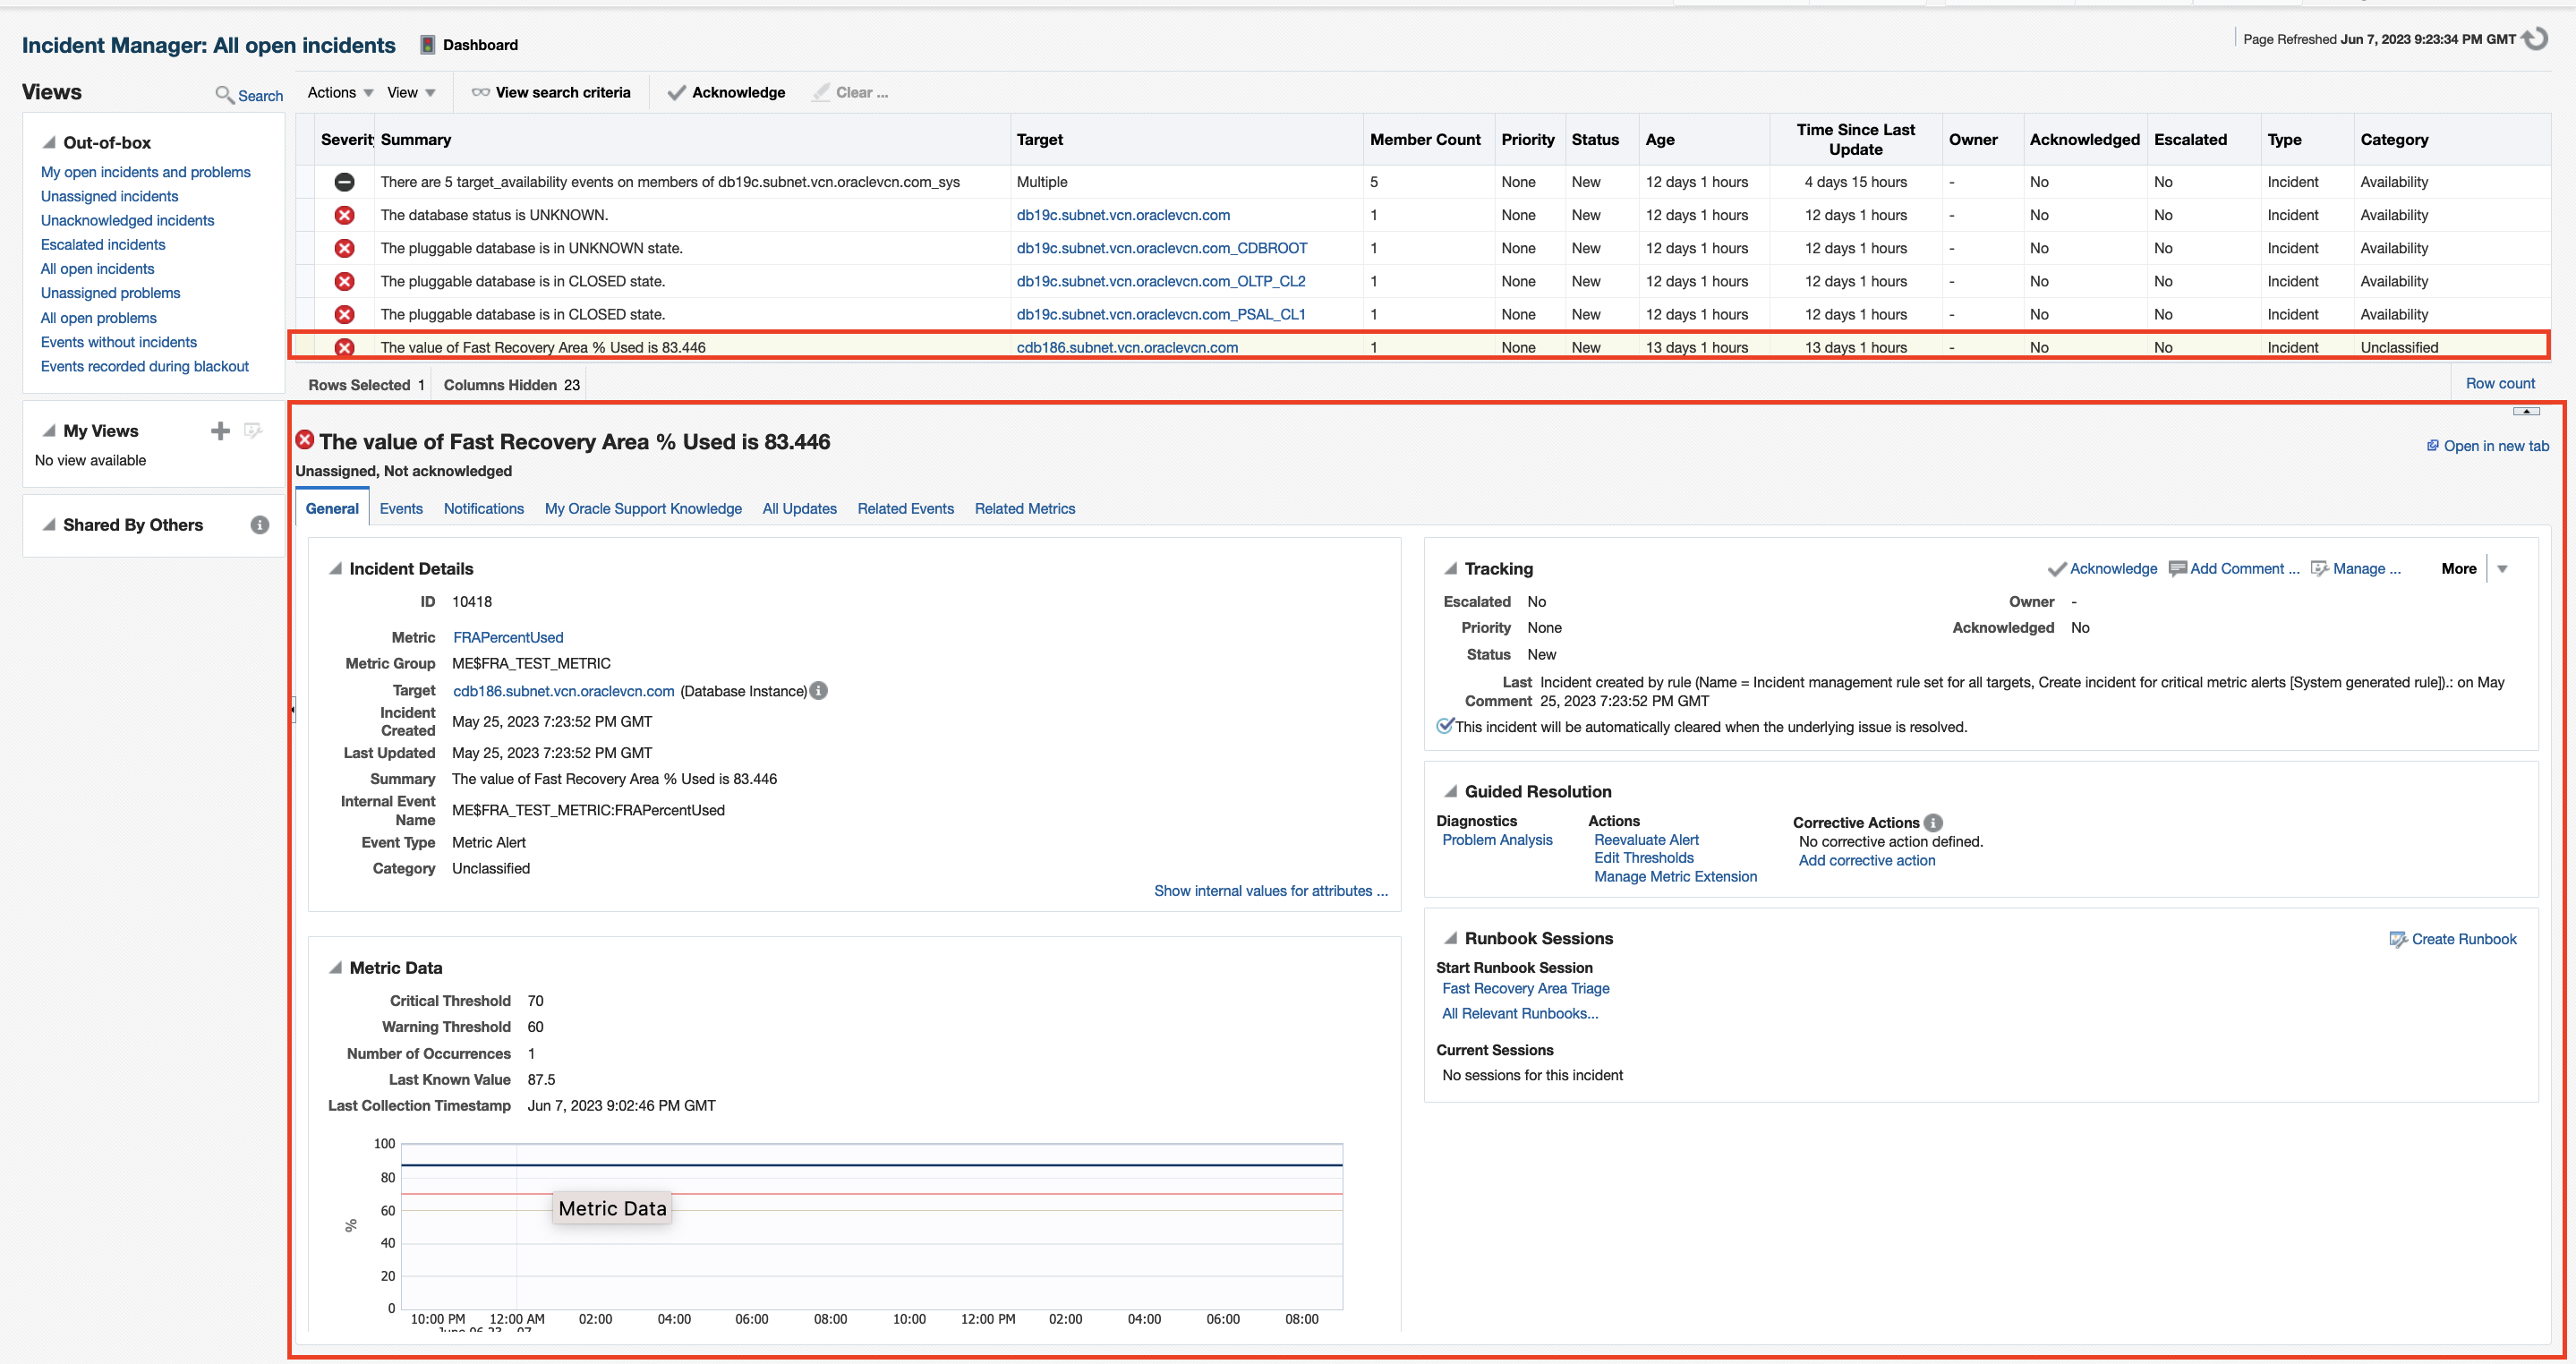 Incident Manager: All open incidents Dashboard
Page Refreshed Jun 7, 2023 9:23:34 PM GMT
Views Search
Out-of-box
My open incidents and problems
Unassigned incidents
Unacknowledged incidents
Escalated incidents
All open incidents
Unassigned problems
All open problems
Events without incidents
Events recorded during blackout
My Views
No view available
Shared By Others
Actions View View search criteria Acknowledge Clear ...
Severity Summary Target Member Count Priority Status Age Time Since Last Update Owner Acknowledged Escalated Type Category
There are 5 target_availability events on members of db19c.subnet.vcn.oraclevcn.com_sys Multiple 5 None New 12 days 1 hours 4 days 15 hours - No No Incident Availability
The database status is UNKNOWN. db19c.subnet.vcn.oraclevcn.com 1 None New 12 days 1 hours 12 days 1 hours - No No Incident Availability
The pluggable database is in UNKNOWN state. db19c.subnet.vcn.oraclevcn.com_CDBROOT 1 None New 12 days 1 hours 12 days 1 hours - No No Incident Availability
The pluggable database is in CLOSED state. db19c.subnet.vcn.oraclevcn.com_OLTP_CL2 1 None New 12 days 1 hours 12 days 1 hours - No No Incident Availability
The pluggable database is in CLOSED state. db19c.subnet.vcn.oraclevcn.com_PSAL_CL1 1 None New 12 days 1 hours 12 days 1 hours - No No Incident Availability
The value of Fast Recovery Area % Used is 83.446 cdb186.subnet.vcn.oraclevcn.com 1 None New 13 days 1 hours 13 days 1 hours - No No Incident Unclassified
Rows Selected 1 Columns Hidden 23 Row count
The value of Fast Recovery Area % Used is 83.446
Open in new tab
Unassigned, Not acknowledged
General Events Notifications My Oracle Support Knowledge All Updates Related Events Related Metrics
Incident Details
ID 10418
Metric FRAPercentUsed
Metric Group ME$FRA_TEST_METRIC
Target cdb186.subnet.vcn.oraclevcn.com (Database Instance)
Incident Created May 25, 2023 7:23:52 PM GMT
Last Updated May 25, 2023 7:23:52 PM GMT
Summary The value of Fast Recovery Area % Used is 83.446
Internal Event Name ME$FRA_TEST_METRIC:FRAPercentUsed
Event Type Metric Alert
Category Unclassified
Show internal values for attributes ...
Metric Data
Critical Threshold 70
Warning Threshold 60
Number of Occurrences 1
Last Known Value 87.5
Last Collection Timestamp Jun 7, 2023 9:02:46 PM GMT
100
80
60
40
20
0
%
Metric Data
10:00 PM 12:00 AM 02:00 04:00 06:00 08:00 10:00 12:00 PM 02:00 04:00 06:00 08:00
June 06 23 07
Tracking Acknowledge Add Comment ... Manage ... More
Escalated No Owner -
Priority None Acknowledged No
Status New
Last Comment Incident created by rule (Name = Incident management rule set for all targets, Create incident for critical metric alerts [System generated rule]).: on May
25, 2023 7:23:52 PM GMT
This incident will be automatically cleared when the underlying issue is resolved.
Guided Resolution
Diagnostics Actions Corrective Actions
Problem Analysis Reevaluate Alert No corrective action defined.
Edit Thresholds Add corrective action
Manage Metric Extension
Runbook Sessions Create Runbook
Start Runbook Session
Fast Recovery Area Triage
All Relevant Runbooks...
Current Sessions
No sessions for this incident